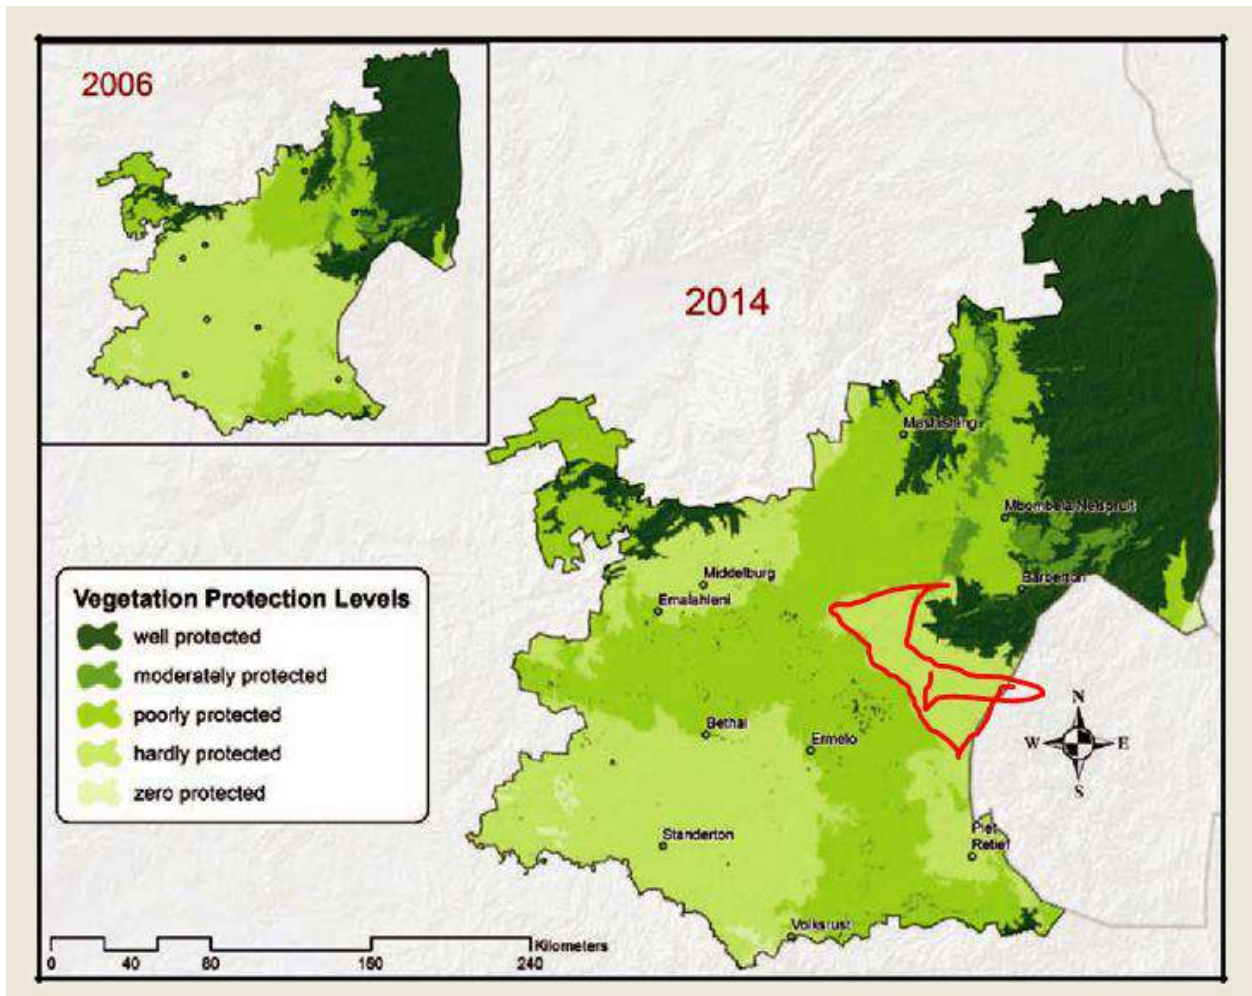 2006
2014
Mashishing
Mbombela/Nelspruit
Barberton
Middelburg
Emalahleni
Bethal
Ermelo
Standerton
Piet
Retief
Volksrust
Vegetation Protection Levels
well protected
moderately protected
poorly protected
hardly protected
zero protected
N
W E
S
Kilometers
0 40 80 160 240